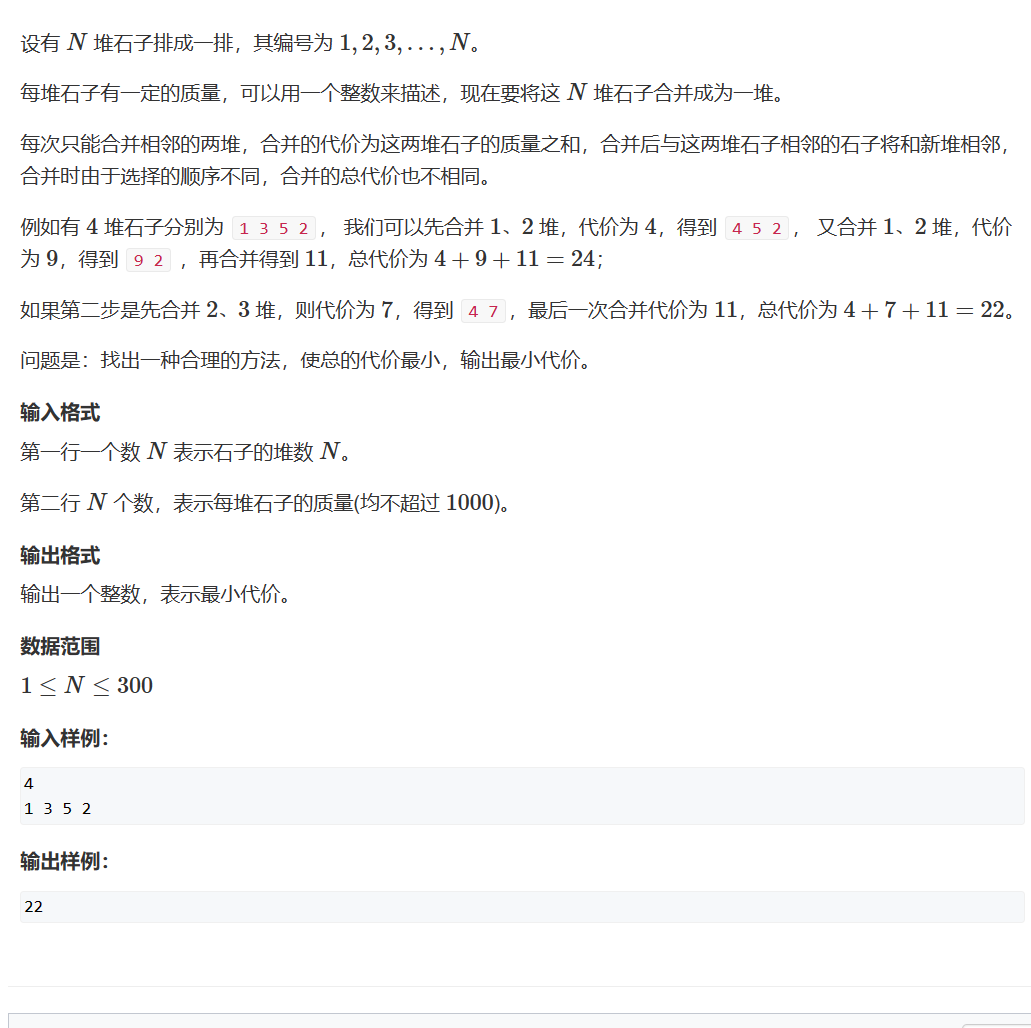 设有 N 堆石子排成一排，其编号为 1,2,3,…,N。
每堆石子有一定的质量，可以用一个整数来描述，现在要将这 N 堆石子合并成为一堆。
每次只能合并相邻的两堆，合并的代价为这两堆石子的质量之和，合并后与这两堆石子相邻的石子将和新堆相邻，
合并时由于选择的顺序不同，合并的总代价也不相同。
例如有 4 堆石子分别为 1 3 5 2， 我们可以先合并 1、2 堆，代价为 4，得到 4 5 2， 又合并 1、2 堆，代价
为 9，得到 9 2 ，再合并得到 11，总代价为 4 + 9 + 11 = 24；
如果第二步是先合并 2、3 堆，则代价为 7，得到 4 7，最后一次合并代价为 11，总代价为 4 + 7 + 11 = 22。
问题是：找出一种合理的方法，使总的代价最小，输出最小代价。
输入格式
第一行一个数 N 表示石子的堆数 N。
第二行 N 个数，表示每堆石子的质量(均不超过 1000)。
输出格式
输出一个整数，表示最小代价。
数据范围
1 ≤ N ≤ 300
输入样例：
4
1 3 5 2
输出样例：
22